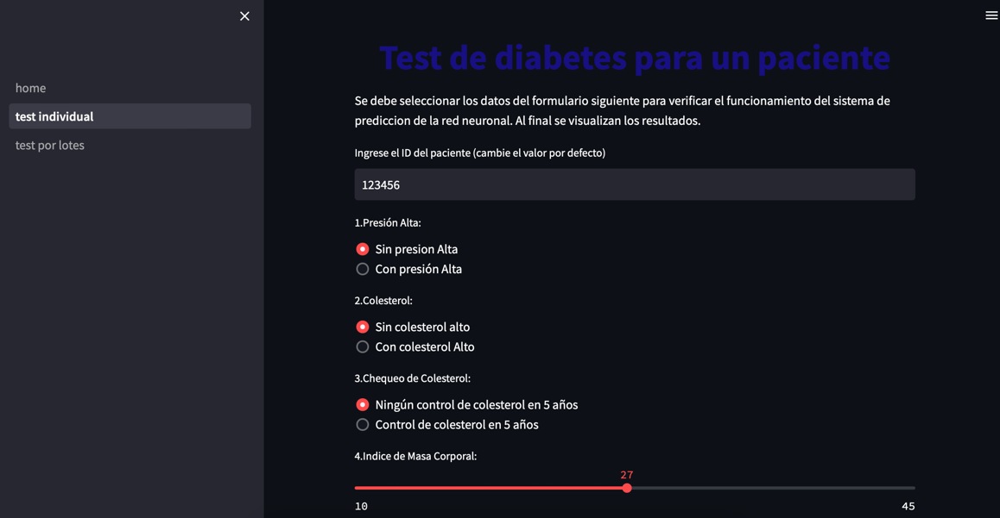 home
test individual
test por lotes
Test de diabetes para un paciente
Se debe seleccionar los datos del formulario siguiente para verificar el funcionamiento del sistema de
prediccion de la red neuronal. Al final se visualizan los resultados.
Ingrese el ID del paciente (cambie el valor por defecto)
123456
1.Presión Alta:
Sin presion Alta
Con presión Alta
2.Colesterol:
Sin colesterol alto
Con colesterol Alto
3.Chequeo de Colesterol:
Ningún control de colesterol en 5 años
Control de colesterol en 5 años
4.Indice de Masa Corporal:
27
10 45